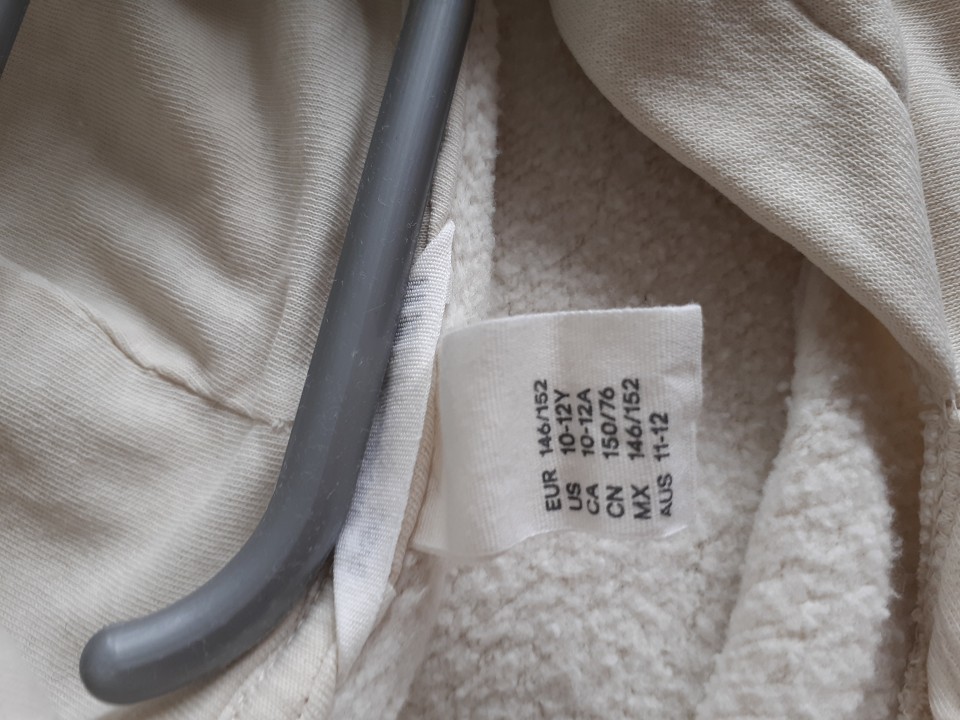 EUR 146/152
US 10-12Y
CA 10-12A
CN 150/76
MX 146/152
AUS 11-12